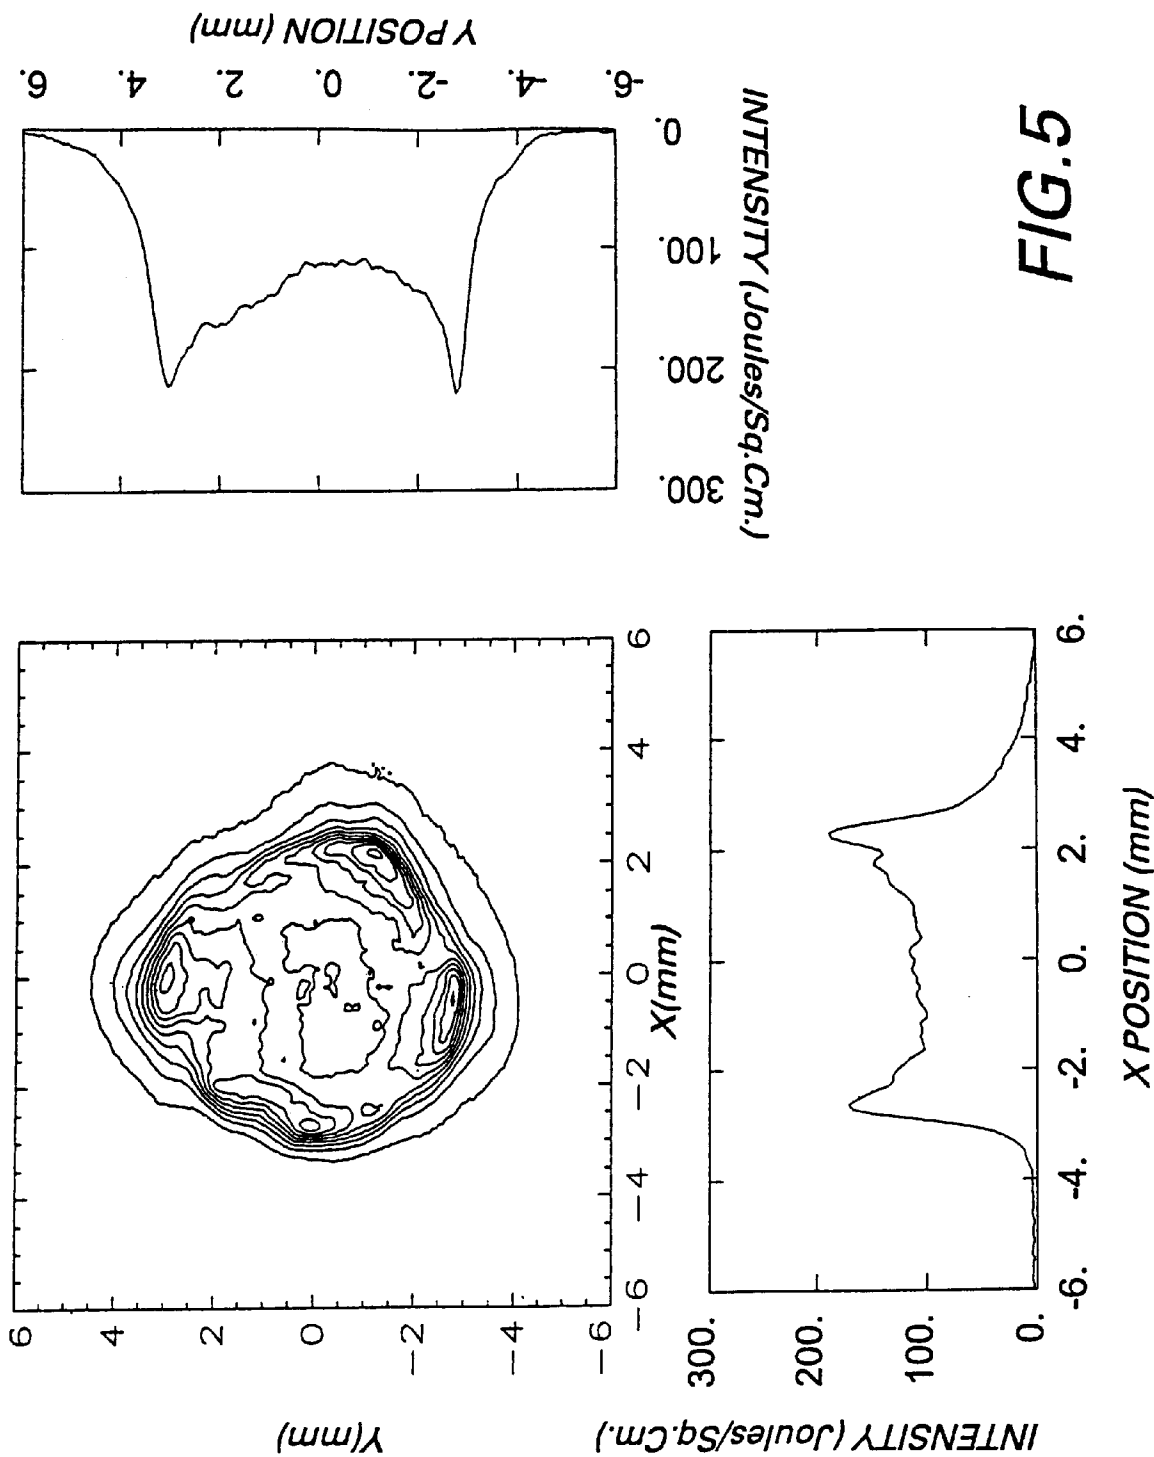 Y POSITION (mm)
6. 4. 2. 0. -2. -4. -6.
0. 100. 200. 300.
INTENSITY (Joules/Sq.Cm.)
FIG.5
Y(mm)
6 4 2 0 -2 -4 -6
-6 -4 -2 0 2 4 6
X(mm)
INTENSITY (Joules/Sq.Cm.)
300. 200. 100. 0.
-6. -4. -2. 0. 2. 4. 6.
X POSITION (mm)